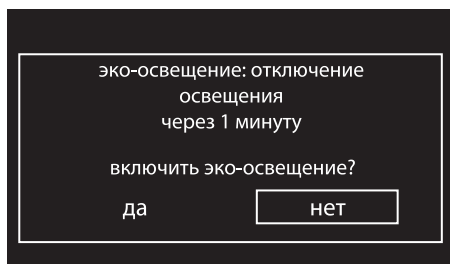 эко-освещение: отключение
освещения
через 1 минуту
включить эко-освещение?
да нет